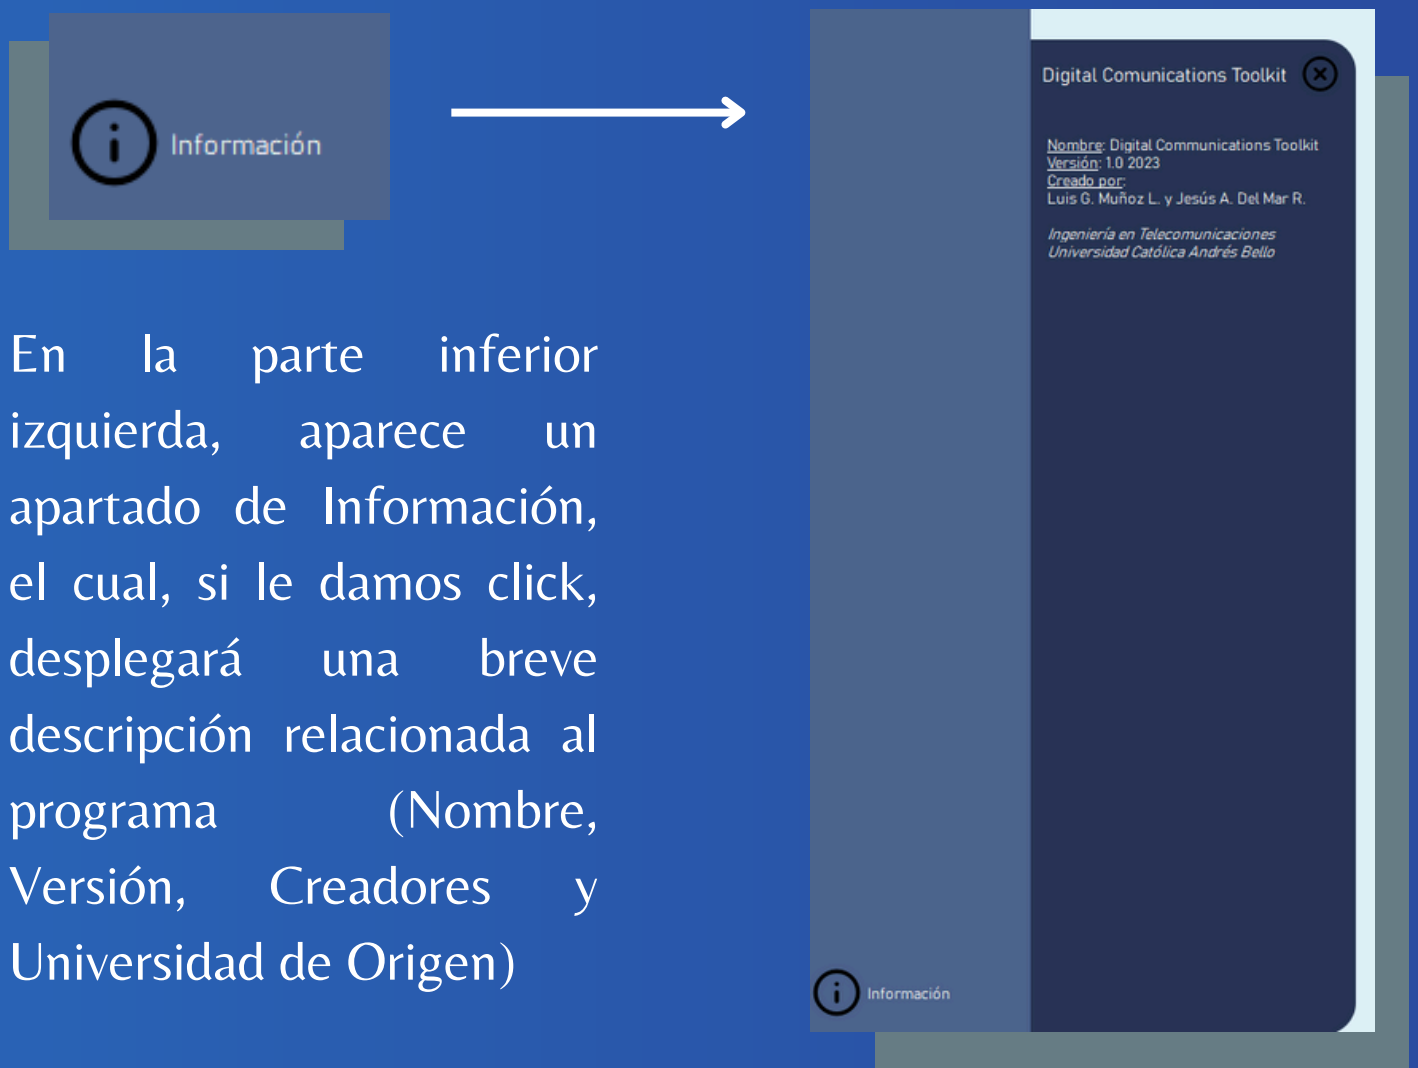 Información
En la parte inferior
izquierda, aparece un
apartado de Información,
el cual, si le damos click,
desplegará una breve
descripción relacionada al
programa (Nombre,
Versión, Creadores y
Universidad de Origen)
Digital Comunications Toolkit
Nombre: Digital Communications Toolkit
Versión: 1.0 2023
Creado por:
Luis G. Muñoz L. y Jesús A. Del Mar R.
Ingeniería en Telecomunicaciones
Universidad Católica Andrés Bello
Información